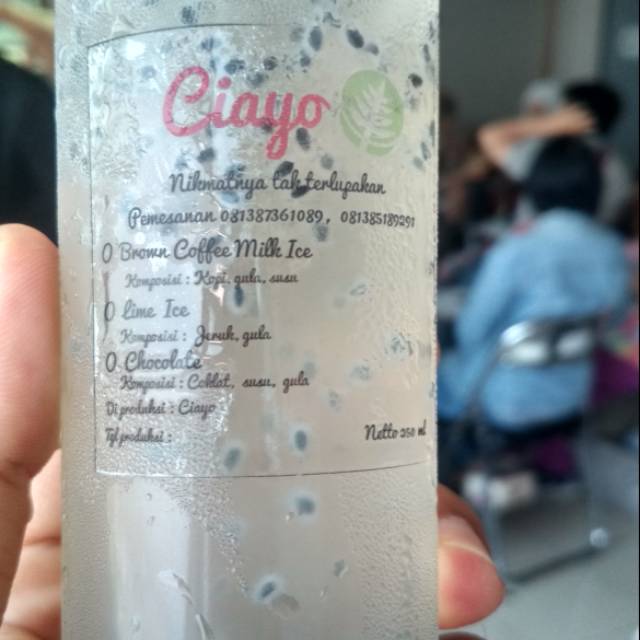 Ciayo
Nikmatnya tak terlupakan
Pemesanan 081387361089, 081385189291
O Brown Coffee Milk Ice
Komposisi : Kopi, gula, susu
O Lime Ice
Komposisi : Jeruk, gula
O Chocolate
Komposisi : Coklat, susu, gula
Di produksi : Ciayo
Tgl produksi :
Netto 250 ml